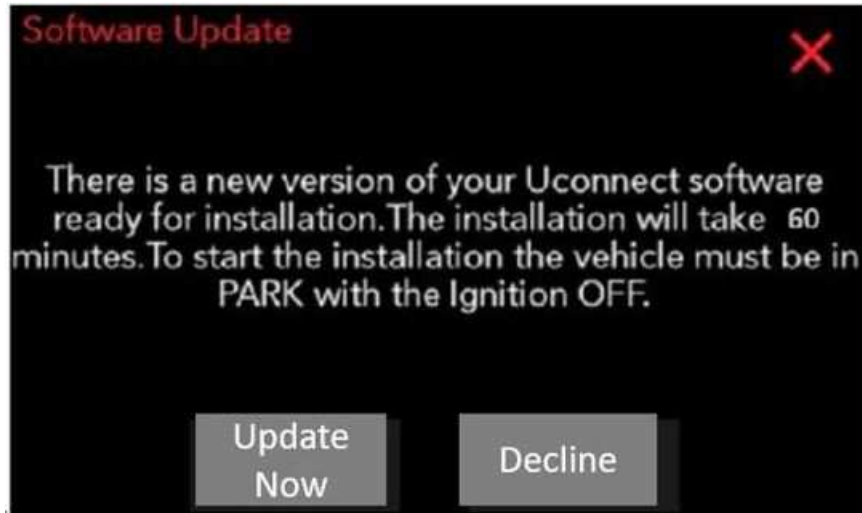 Software Update
There is a new version of your Uconnect software
ready for installation.The installation will take 60
minutes.To start the installation the vehicle must be in
PARK with the Ignition OFF.
Update
Now
Decline